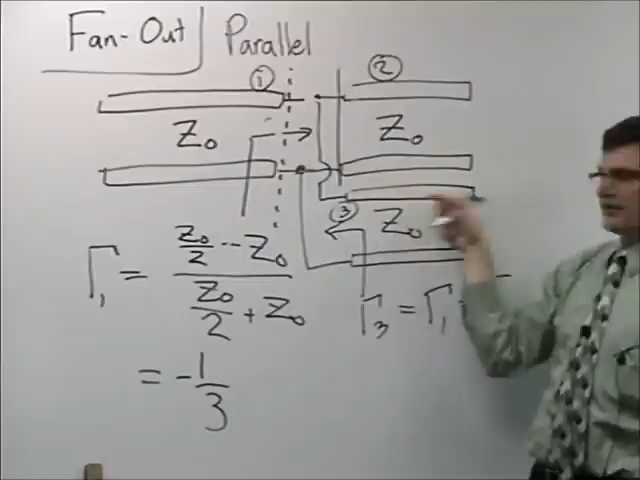 Fan-Out Parallel
① ②
Z₀ Z₀
③
Z₀
Γ₁ = (Z₀/2 - Z₀)/(Z₀/2 + Z₀)
Γ₃ = Γ₁
= -1/3